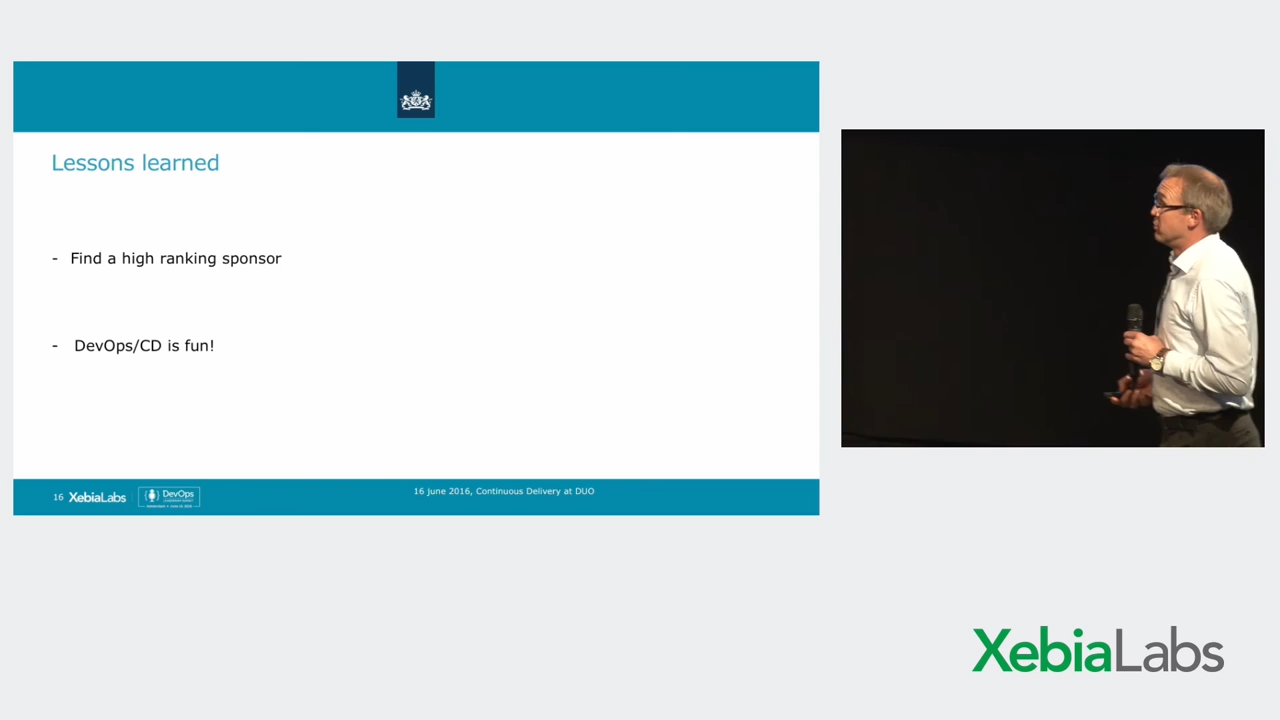 Lessons learned
- Find a high ranking sponsor
- DevOps/CD is fun!
16 XebiaLabs
DevOps
16 june 2016, Continuous Delivery at DUO
XebiaLabs